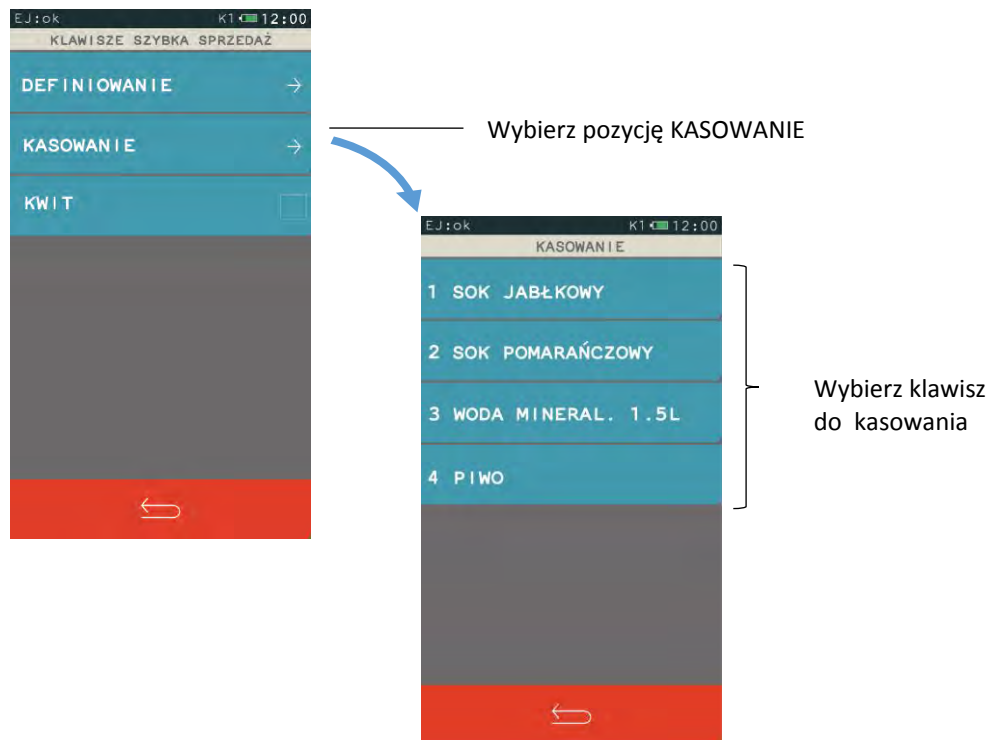 EJ:ok K1 12:00
KLAWISZE SZYBKA SPRZEDAŻ
DEFINIOWANIE
KASOWANIE
KWIT
Wybierz pozycję KASOWANIE
EJ:ok K1 12:00
KASOWANIE
1 SOK JABŁKOWY
2 SOK POMARAŃCZOWY
3 WODA MINERAL. 1.5L
4 PIWO
Wybierz klawisz
do kasowania